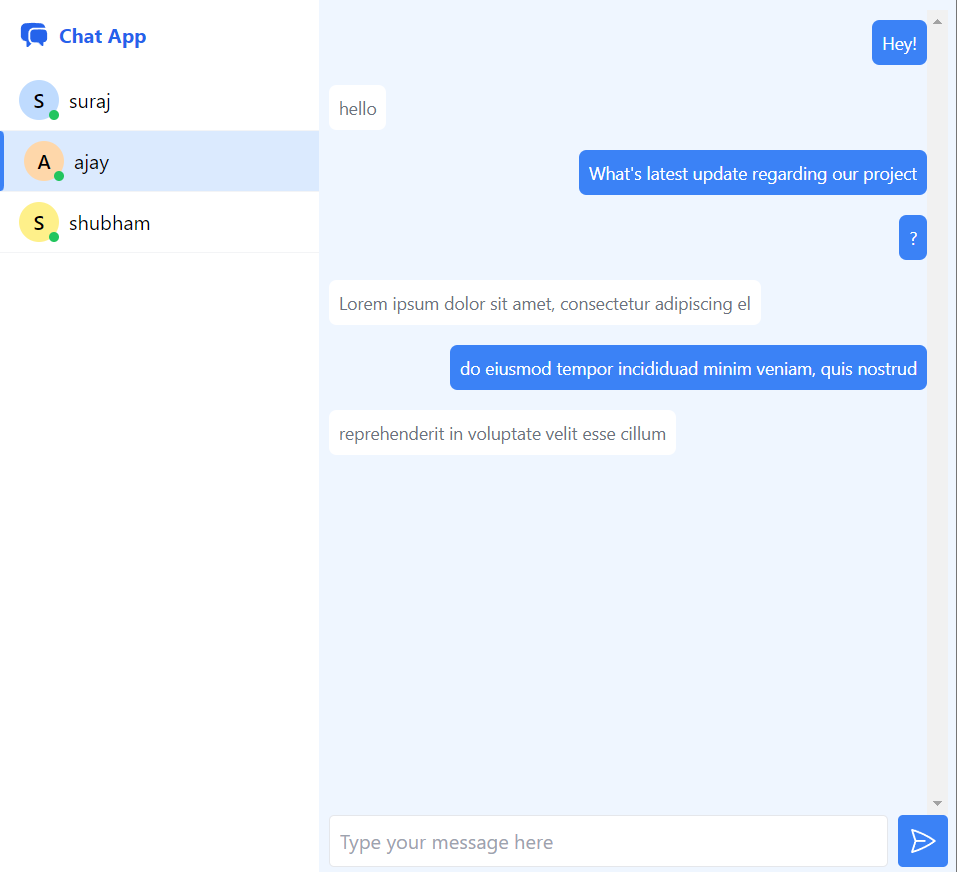 Chat App
S
suraj
A
ajay
S
shubham
Hey!
hello
What's latest update regarding our project
?
Lorem ipsum dolor sit amet, consectetur adipiscing el
do eiusmod tempor incididuad minim veniam, quis nostrud
reprehenderit in voluptate velit esse cillum
Type your message here